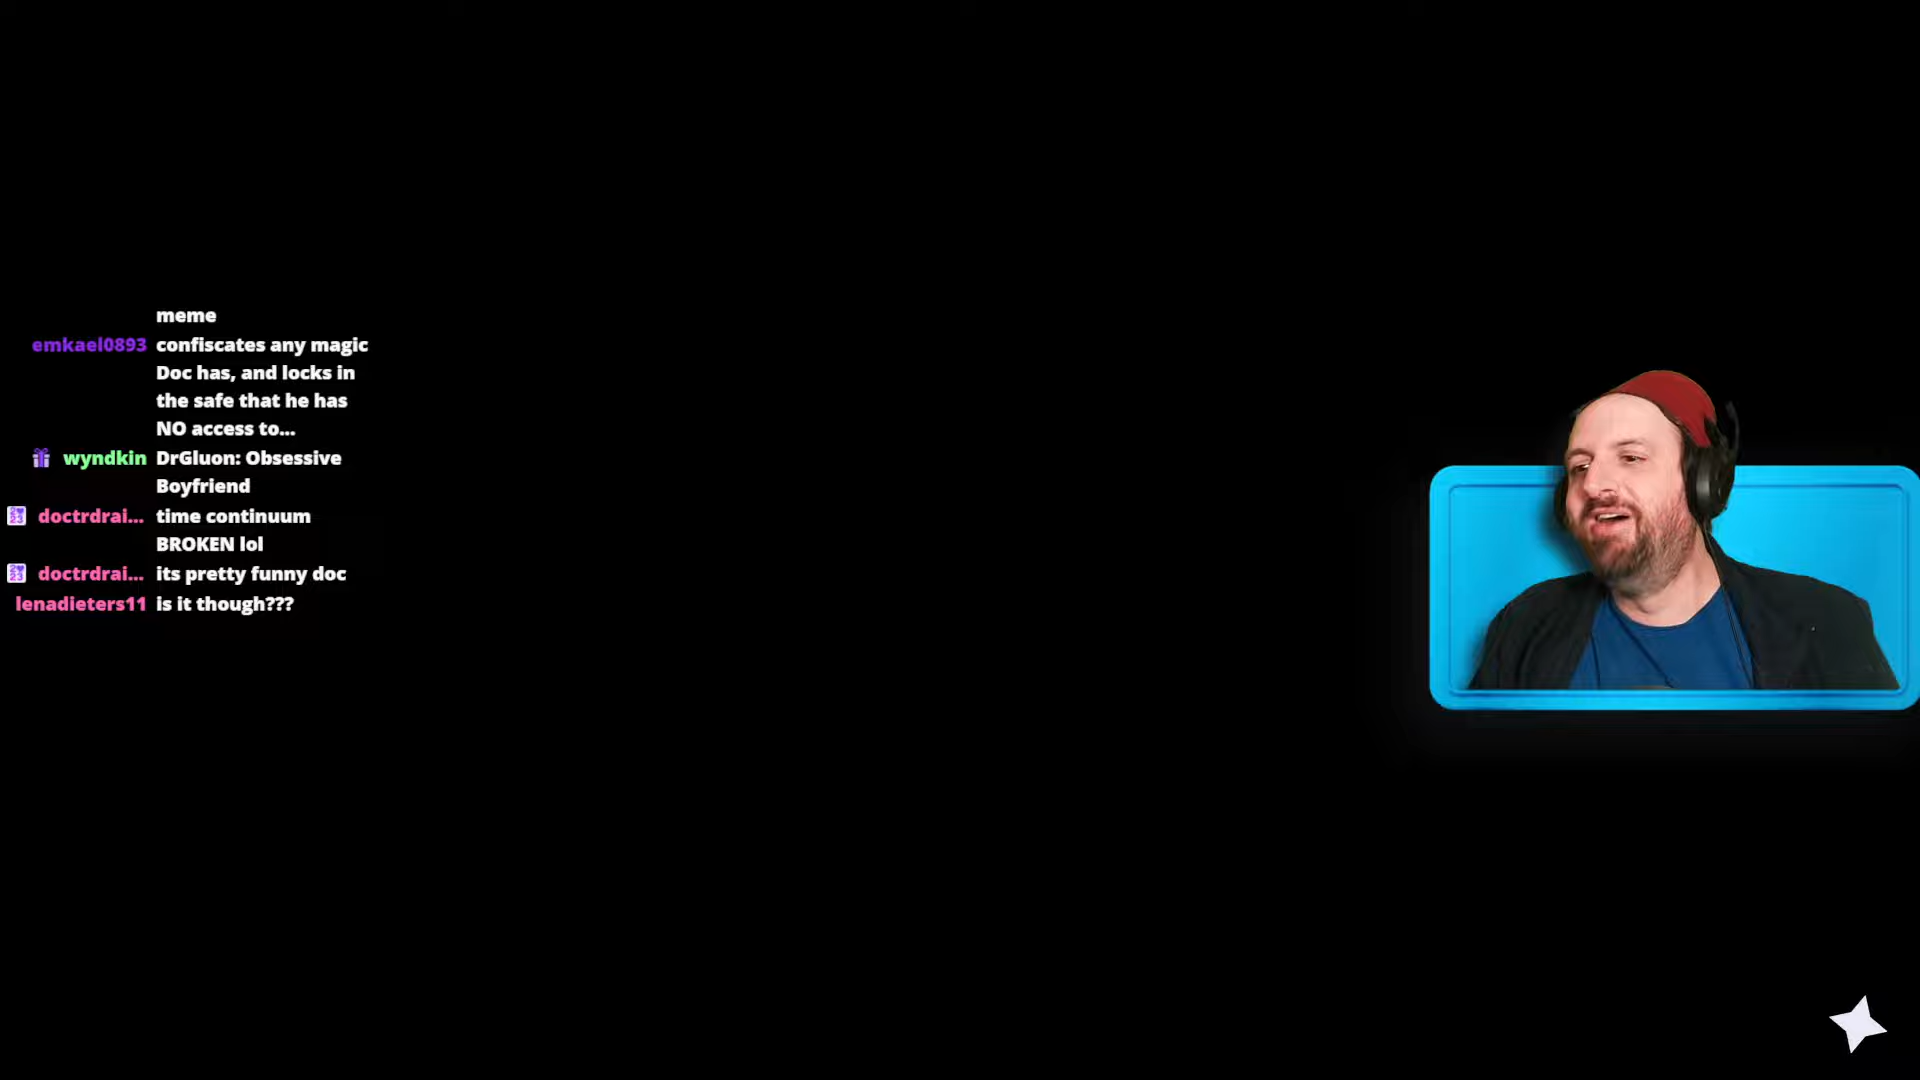 meme
emkael0893 confiscates any magic
Doc has, and locks in
the safe that he has
NO access to...
wyndkin DrGluon: Obsessive
Boyfriend
doctrdrai... time continuum
BROKEN lol
doctrdrai... its pretty funny doc
lenadieters11 is it though???